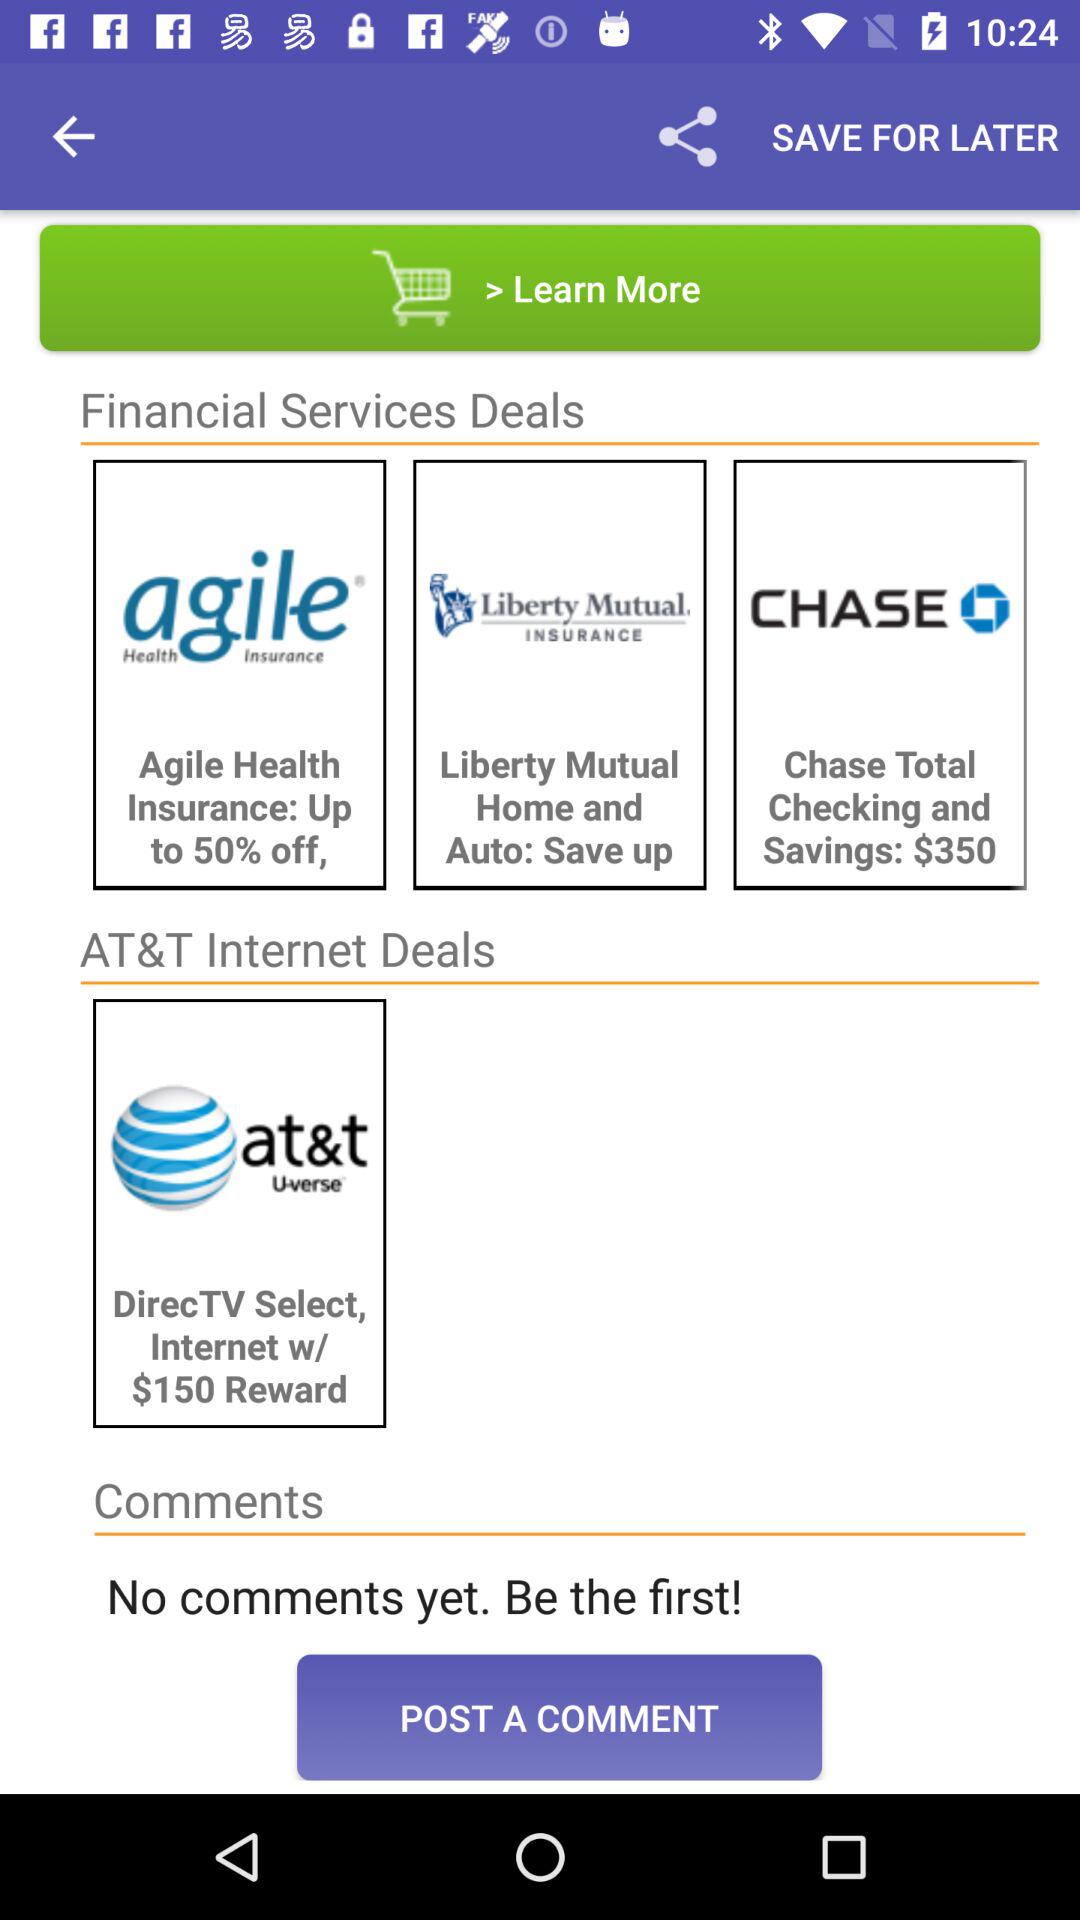 FAKE
10:24
SAVE FOR LATER
> Learn More
Financial Services Deals
agile®
Health Insurance
Liberty Mutual.
INSURANCE
CHASE
Agile Health
Insurance: Up
to 50% off,
Liberty Mutual
Home and
Auto: Save up
Chase Total
Checking and
Savings: $350
AT&T Internet Deals
at&t
U-verse
DirecTV Select,
Internet w/
$150 Reward
Comments
No comments yet. Be the first!
POST A COMMENT